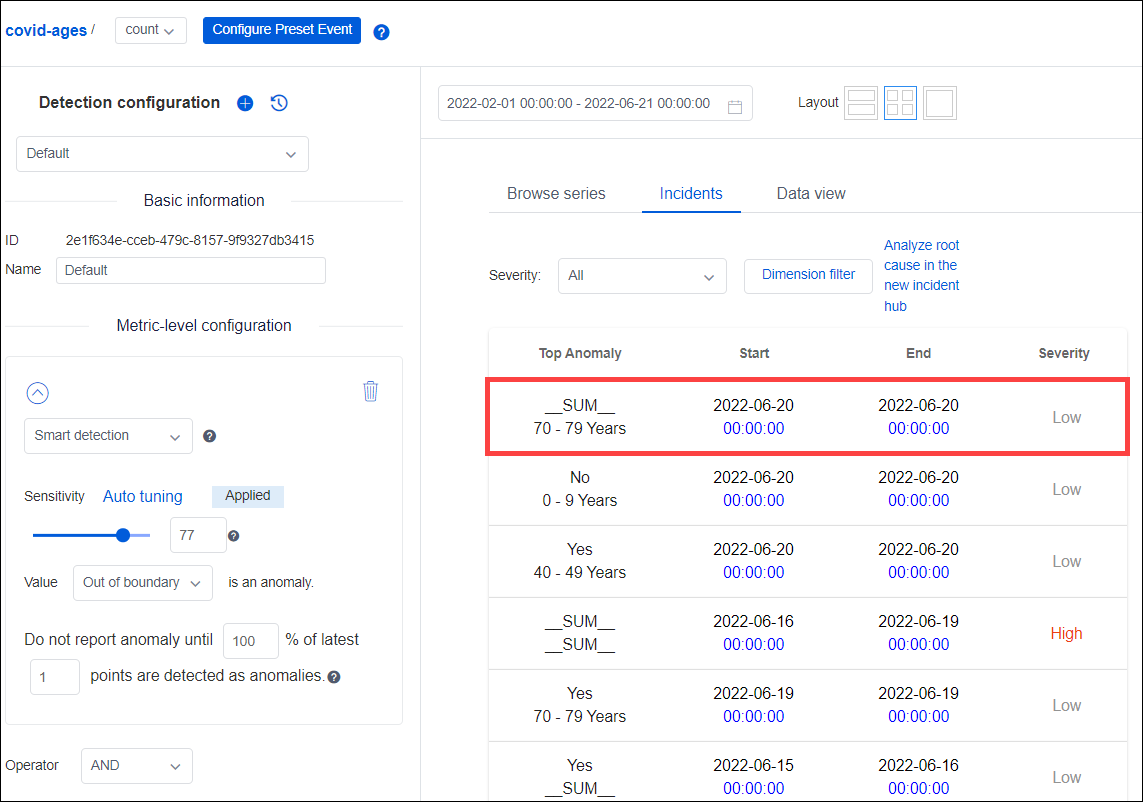 covid-ages / count Configure Preset Event ?
Detection configuration
Default
Basic information
ID 2e1f634e-cceb-479c-8157-9f9327db3415
Name Default
Metric-level configuration
Smart detection ?
Sensitivity Auto tuning Applied
77 ?
Value Out of boundary is an anomaly.
Do not report anomaly until 100 % of latest
1 points are detected as anomalies. ?
Operator AND
2022-02-01 00:00:00 - 2022-06-21 00:00:00 Layout
Browse series Incidents Data view
Severity: All Dimension filter
Analyze root
cause in the
new incident
hub
Top Anomaly Start End Severity
__SUM__ 2022-06-20 2022-06-20 Low
70 - 79 Years 00:00:00 00:00:00
No 2022-06-20 2022-06-20 Low
0 - 9 Years 00:00:00 00:00:00
Yes 2022-06-20 2022-06-20 Low
40 - 49 Years 00:00:00 00:00:00
__SUM__ 2022-06-16 2022-06-19 High
__SUM__ 00:00:00 00:00:00
Yes 2022-06-19 2022-06-19 Low
70 - 79 Years 00:00:00 00:00:00
Yes 2022-06-15 2022-06-16 Low
__SUM__ 00:00:00 00:00:00